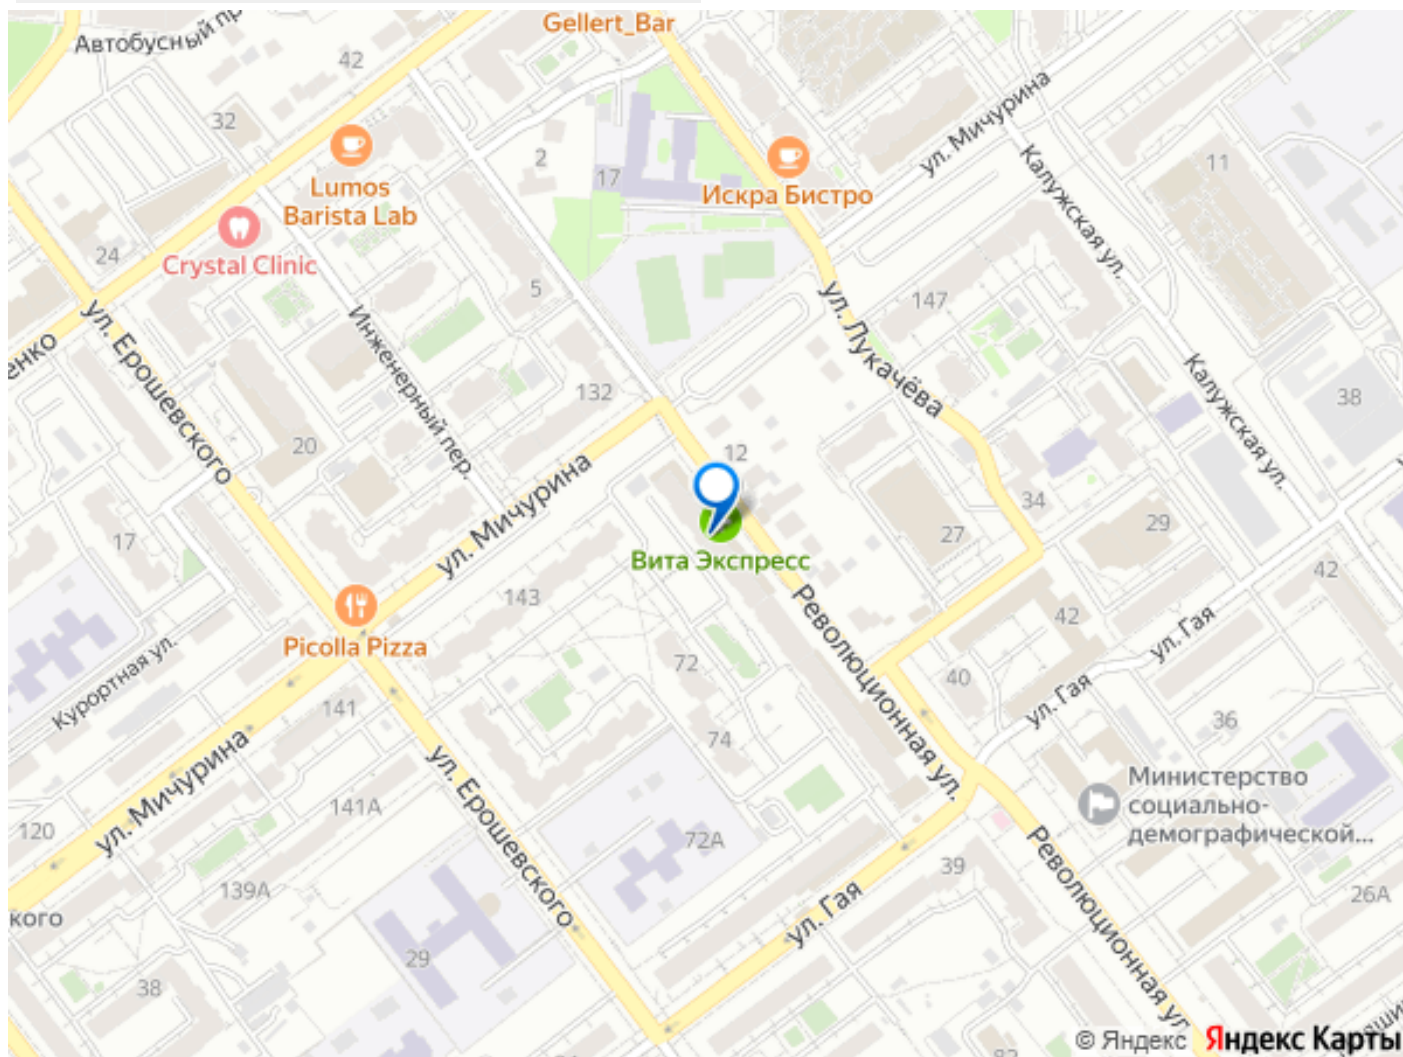 Gellert_Bar
Автобусный пр
42
32
ул. Мичурина
2
17
11
Lumos
Barista Lab
Искра Бистро
Калужская ул.
24
Crystal Clinic
5
147
ул. Ерошевского
Инженерный пер.
ул. Лукачёва
енко
132
Калужская ул.
38
20
12
ул. Мичурина
34
17
27
29
Вита Экспресс
143
42
42
Революционная ул.
Picolla Pizza
ул. Гая
Курортная ул.
72
40
ул. Гая
141
74
36
ул. Мичурина
ул. Ерошевского
Министерство
социально-
демографической...
141А
120
72А
139А
39
Революционная ул
26А
кого
ул. Гая
29
38
© Яндекс
Яндекс Карты